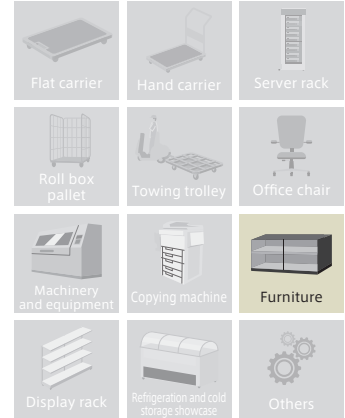 Flat carrier
Hand carrier
Server rack
Roll box
pallet
Towing trolley
Office chair
Machinery
and equipment
Copying machine
Furniture
Display rack
Refrigeration and cold
storage showcase
Others